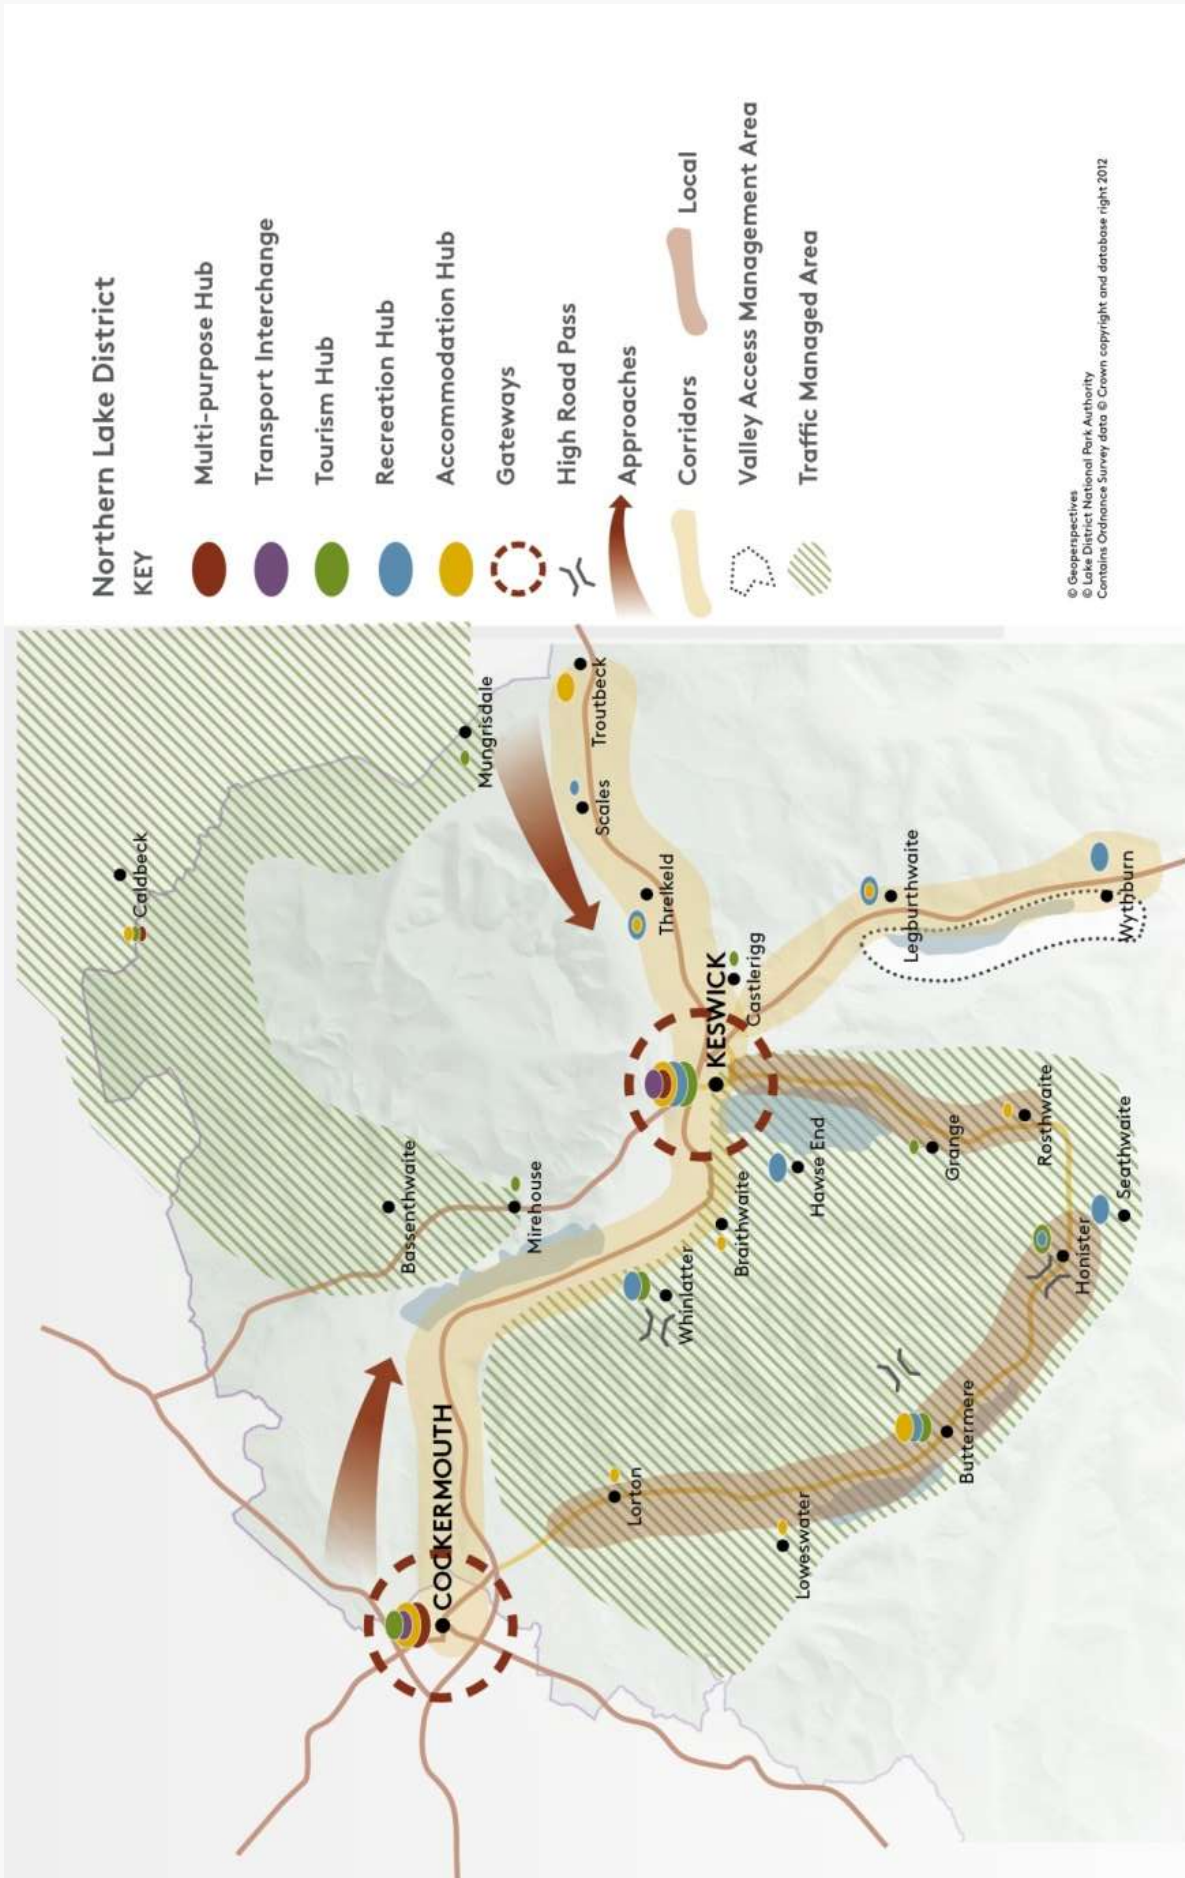 Northern Lake District
KEY
Multi-purpose Hub
Transport Interchange
Tourism Hub
Recreation Hub
Accommodation Hub
Gateways
High Road Pass
Approaches
Corridors
Local
Valley Access Management Area
Traffic Managed Area
© Geoperspectives
© Lake District National Park Authority
Contains Ordnance Survey data © Crown copyright and database right 2012
Caldbeck
Mungrisdale
Bassenthwaite
Mirehouse
COCKERMOUTH
Troutbeck
Scales
Threlkeld
KESWICK
Castlerigg
Whinlatter
Braithwaite
Lorton
Loweswater
Hawse End
Legburthwaite
Grange
Buttermere
Rosthwaite
Honister
Seathwaite
Wythburn